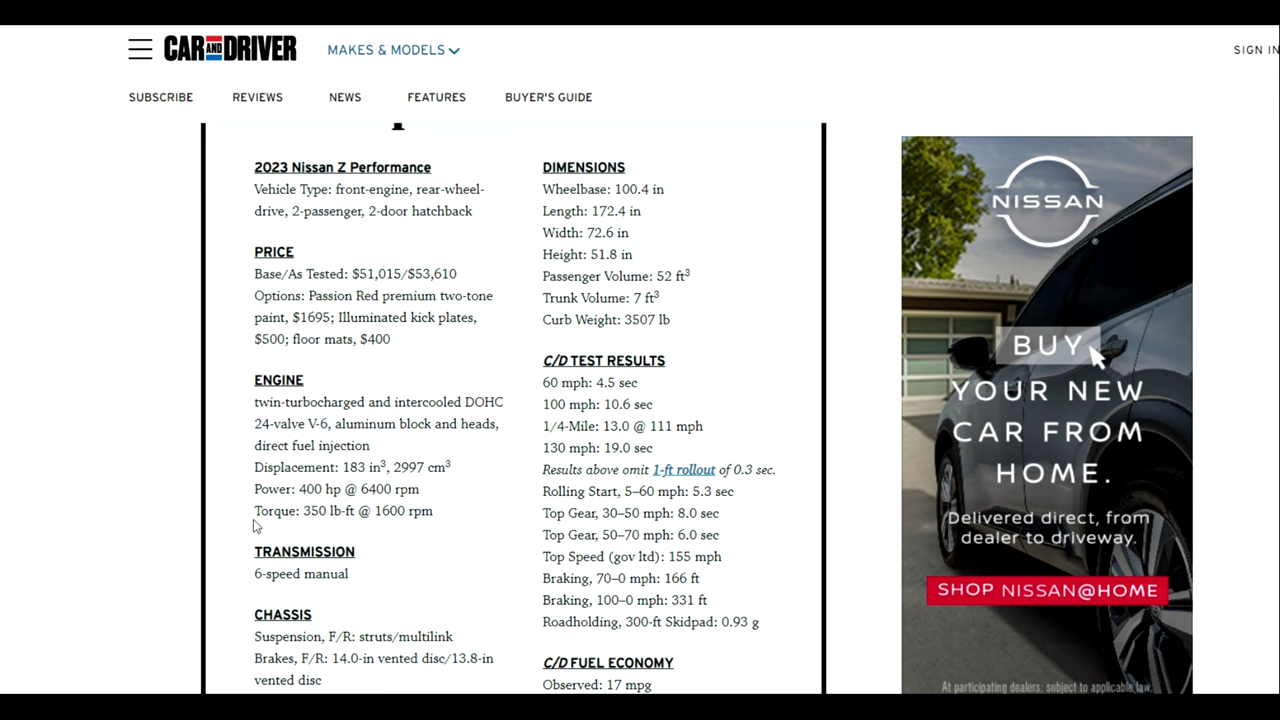 CAR AND DRIVER
MAKES & MODELS
SIGN IN
SUBSCRIBE
REVIEWS
NEWS
FEATURES
BUYER'S GUIDE
2023 Nissan Z Performance
Vehicle Type: front-engine, rear-wheel-
drive, 2-passenger, 2-door hatchback
PRICE
Base/As Tested: $51,015/$53,610
Options: Passion Red premium two-tone
paint, $1695; Illuminated kick plates,
$500; floor mats, $400
ENGINE
twin-turbocharged and intercooled DOHC
24-valve V-6, aluminum block and heads,
direct fuel injection
Displacement: 183 in³, 2997 cm³
Power: 400 hp @ 6400 rpm
Torque: 350 lb-ft @ 1600 rpm
TRANSMISSION
6-speed manual
CHASSIS
Suspension, F/R: struts/multilink
Brakes, F/R: 14.0-in vented disc/13.8-in
vented disc
DIMENSIONS
Wheelbase: 100.4 in
Length: 172.4 in
Width: 72.6 in
Height: 51.8 in
Passenger Volume: 52 ft³
Trunk Volume: 7 ft³
Curb Weight: 3507 lb
C/D TEST RESULTS
60 mph: 4.5 sec
100 mph: 10.6 sec
1/4-Mile: 13.0 @ 111 mph
130 mph: 19.0 sec
Results above omit 1-ft rollout of 0.3 sec.
Rolling Start, 5–60 mph: 5.3 sec
Top Gear, 30–50 mph: 8.0 sec
Top Gear, 50–70 mph: 6.0 sec
Top Speed (gov ltd): 155 mph
Braking, 70–0 mph: 166 ft
Braking, 100–0 mph: 331 ft
Roadholding, 300-ft Skidpad: 0.93 g
C/D FUEL ECONOMY
Observed: 17 mpg
NISSAN
BUY
YOUR NEW
CAR FROM
HOME.
Delivered direct, from
dealer to driveway.
SHOP NISSAN@HOME
At participating dealers; subject to applicable law.